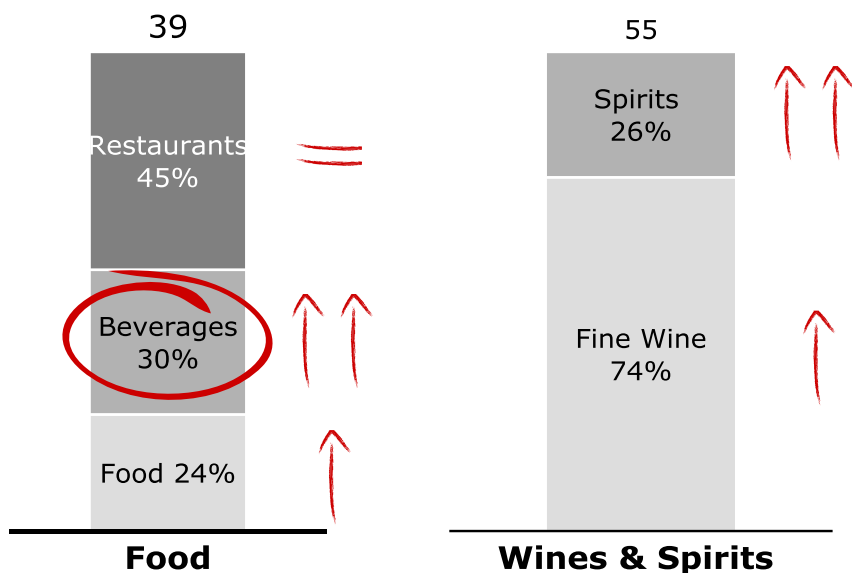 39
Restaurants
45%
Beverages
30%
Food 24%
Food
55
Spirits
26%
Fine Wine
74%
Wines & Spirits